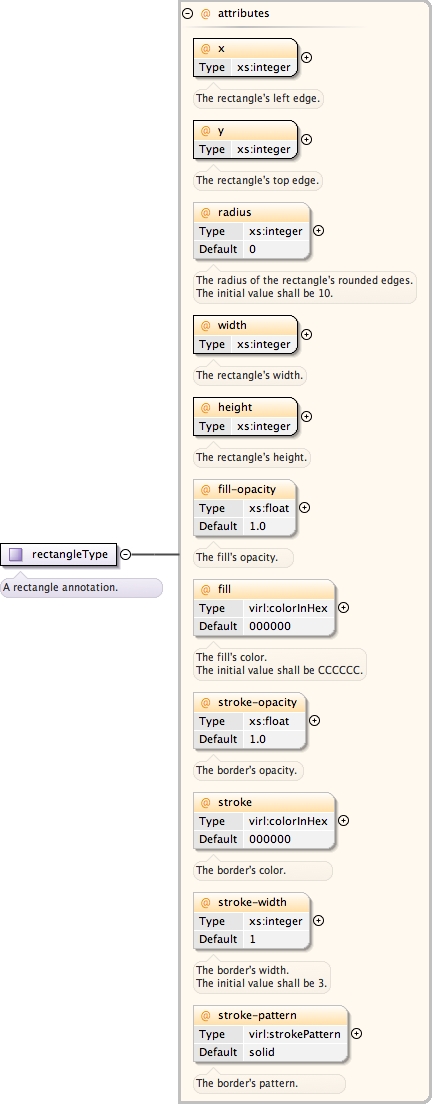 @ attributes
@ x
Type xs:integer
The rectangle's left edge.
@ y
Type xs:integer
The rectangle's top edge.
@ radius
Type xs:integer
Default 0
The radius of the rectangle's rounded edges.
The initial value shall be 10.
@ width
Type xs:integer
The rectangle's width.
@ height
Type xs:integer
The rectangle's height.
@ fill-opacity
Type xs:float
Default 1.0
The fill's opacity.
rectangleType
A rectangle annotation.
@ fill
Type virl:colorInHex
Default 000000
The fill's color.
The initial value shall be CCCCCC.
@ stroke-opacity
Type xs:float
Default 1.0
The border's opacity.
@ stroke
Type virl:colorInHex
Default 000000
The border's color.
@ stroke-width
Type xs:integer
Default 1
The border's width.
The initial value shall be 3.
@ stroke-pattern
Type virl:strokePattern
Default solid
The border's pattern.